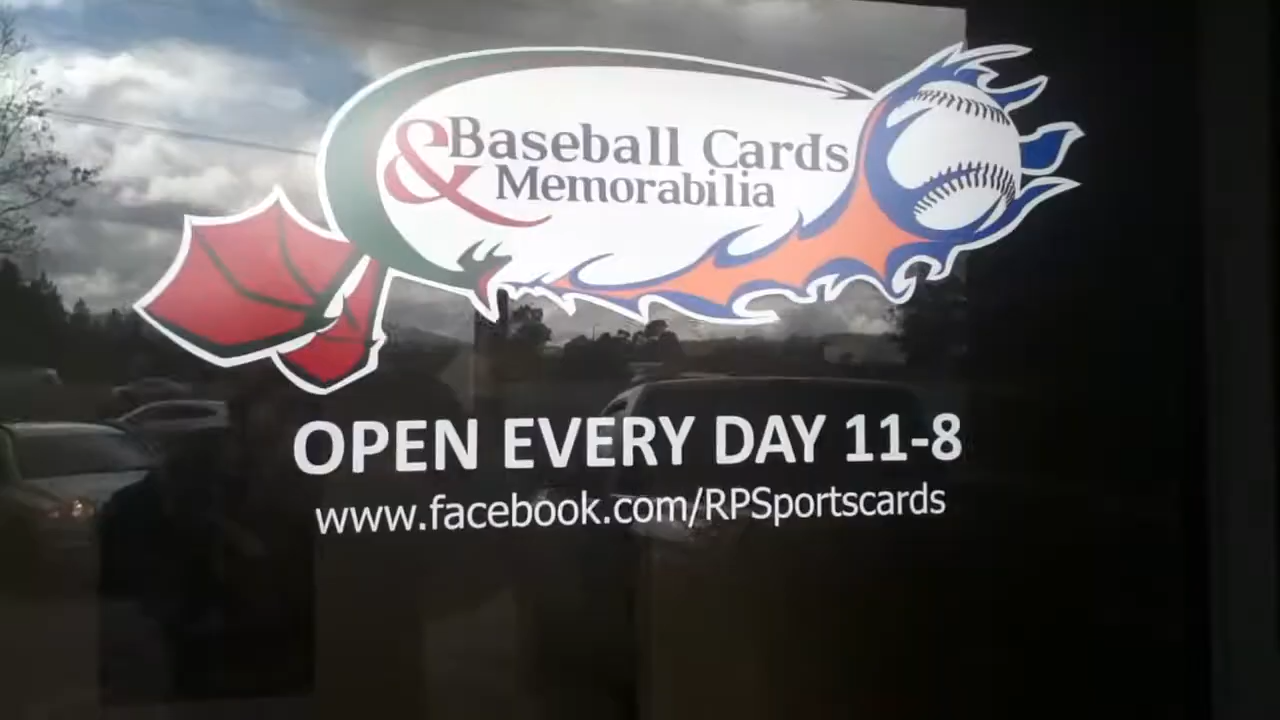 Baseball Cards
& Memorabilia
OPEN EVERY DAY 11-8
www.facebook.com/RPSportscards